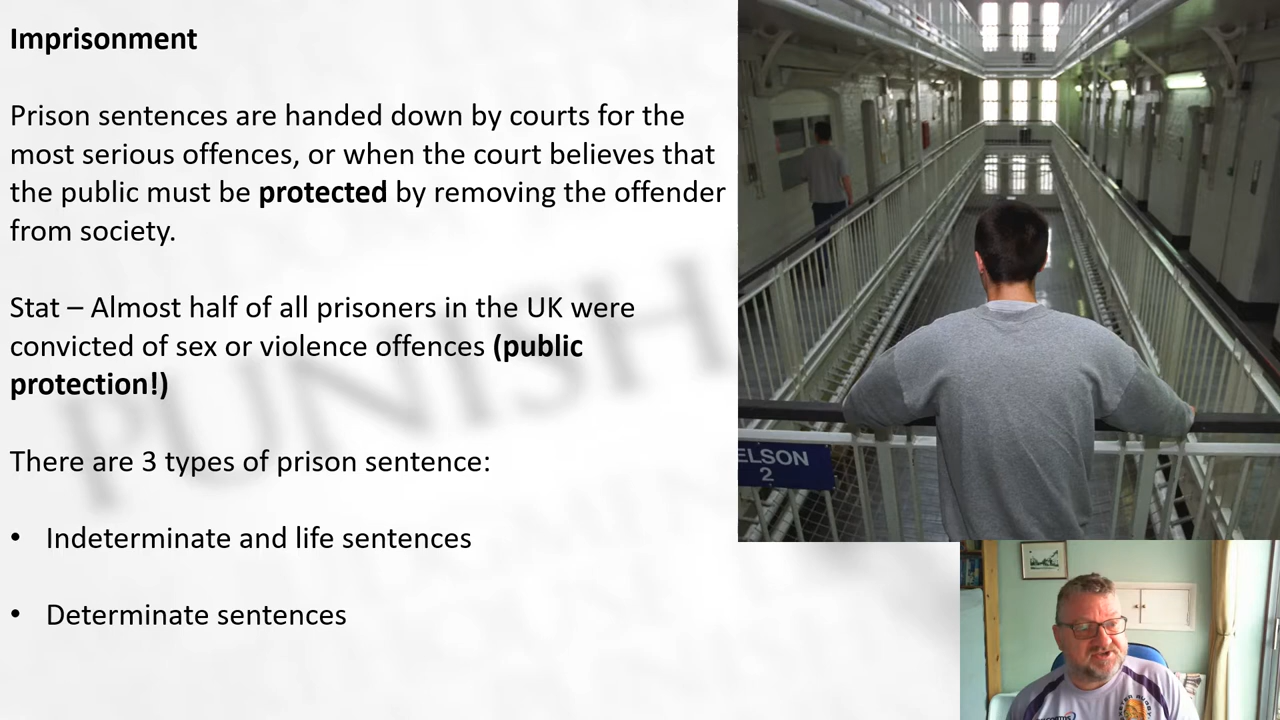 Imprisonment
Prison sentences are handed down by courts for the
most serious offences, or when the court believes that
the public must be protected by removing the offender
from society.
Stat – Almost half of all prisoners in the UK were
convicted of sex or violence offences (public
protection!)
There are 3 types of prison sentence:
• Indeterminate and life sentences
• Determinate sentences
PUNISH
ELSON
2